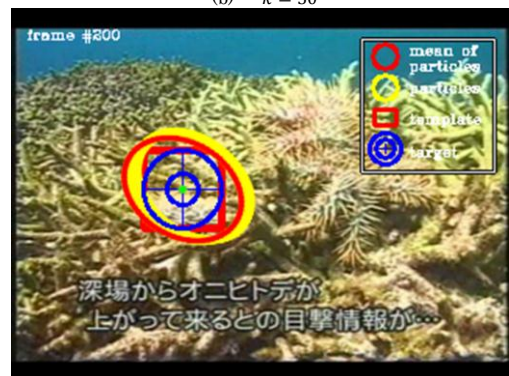 (b) k = 50
frame #200
mean of
particles
particles
template
target
深場からオニヒトデが
上がって来るとの目撃情報が…